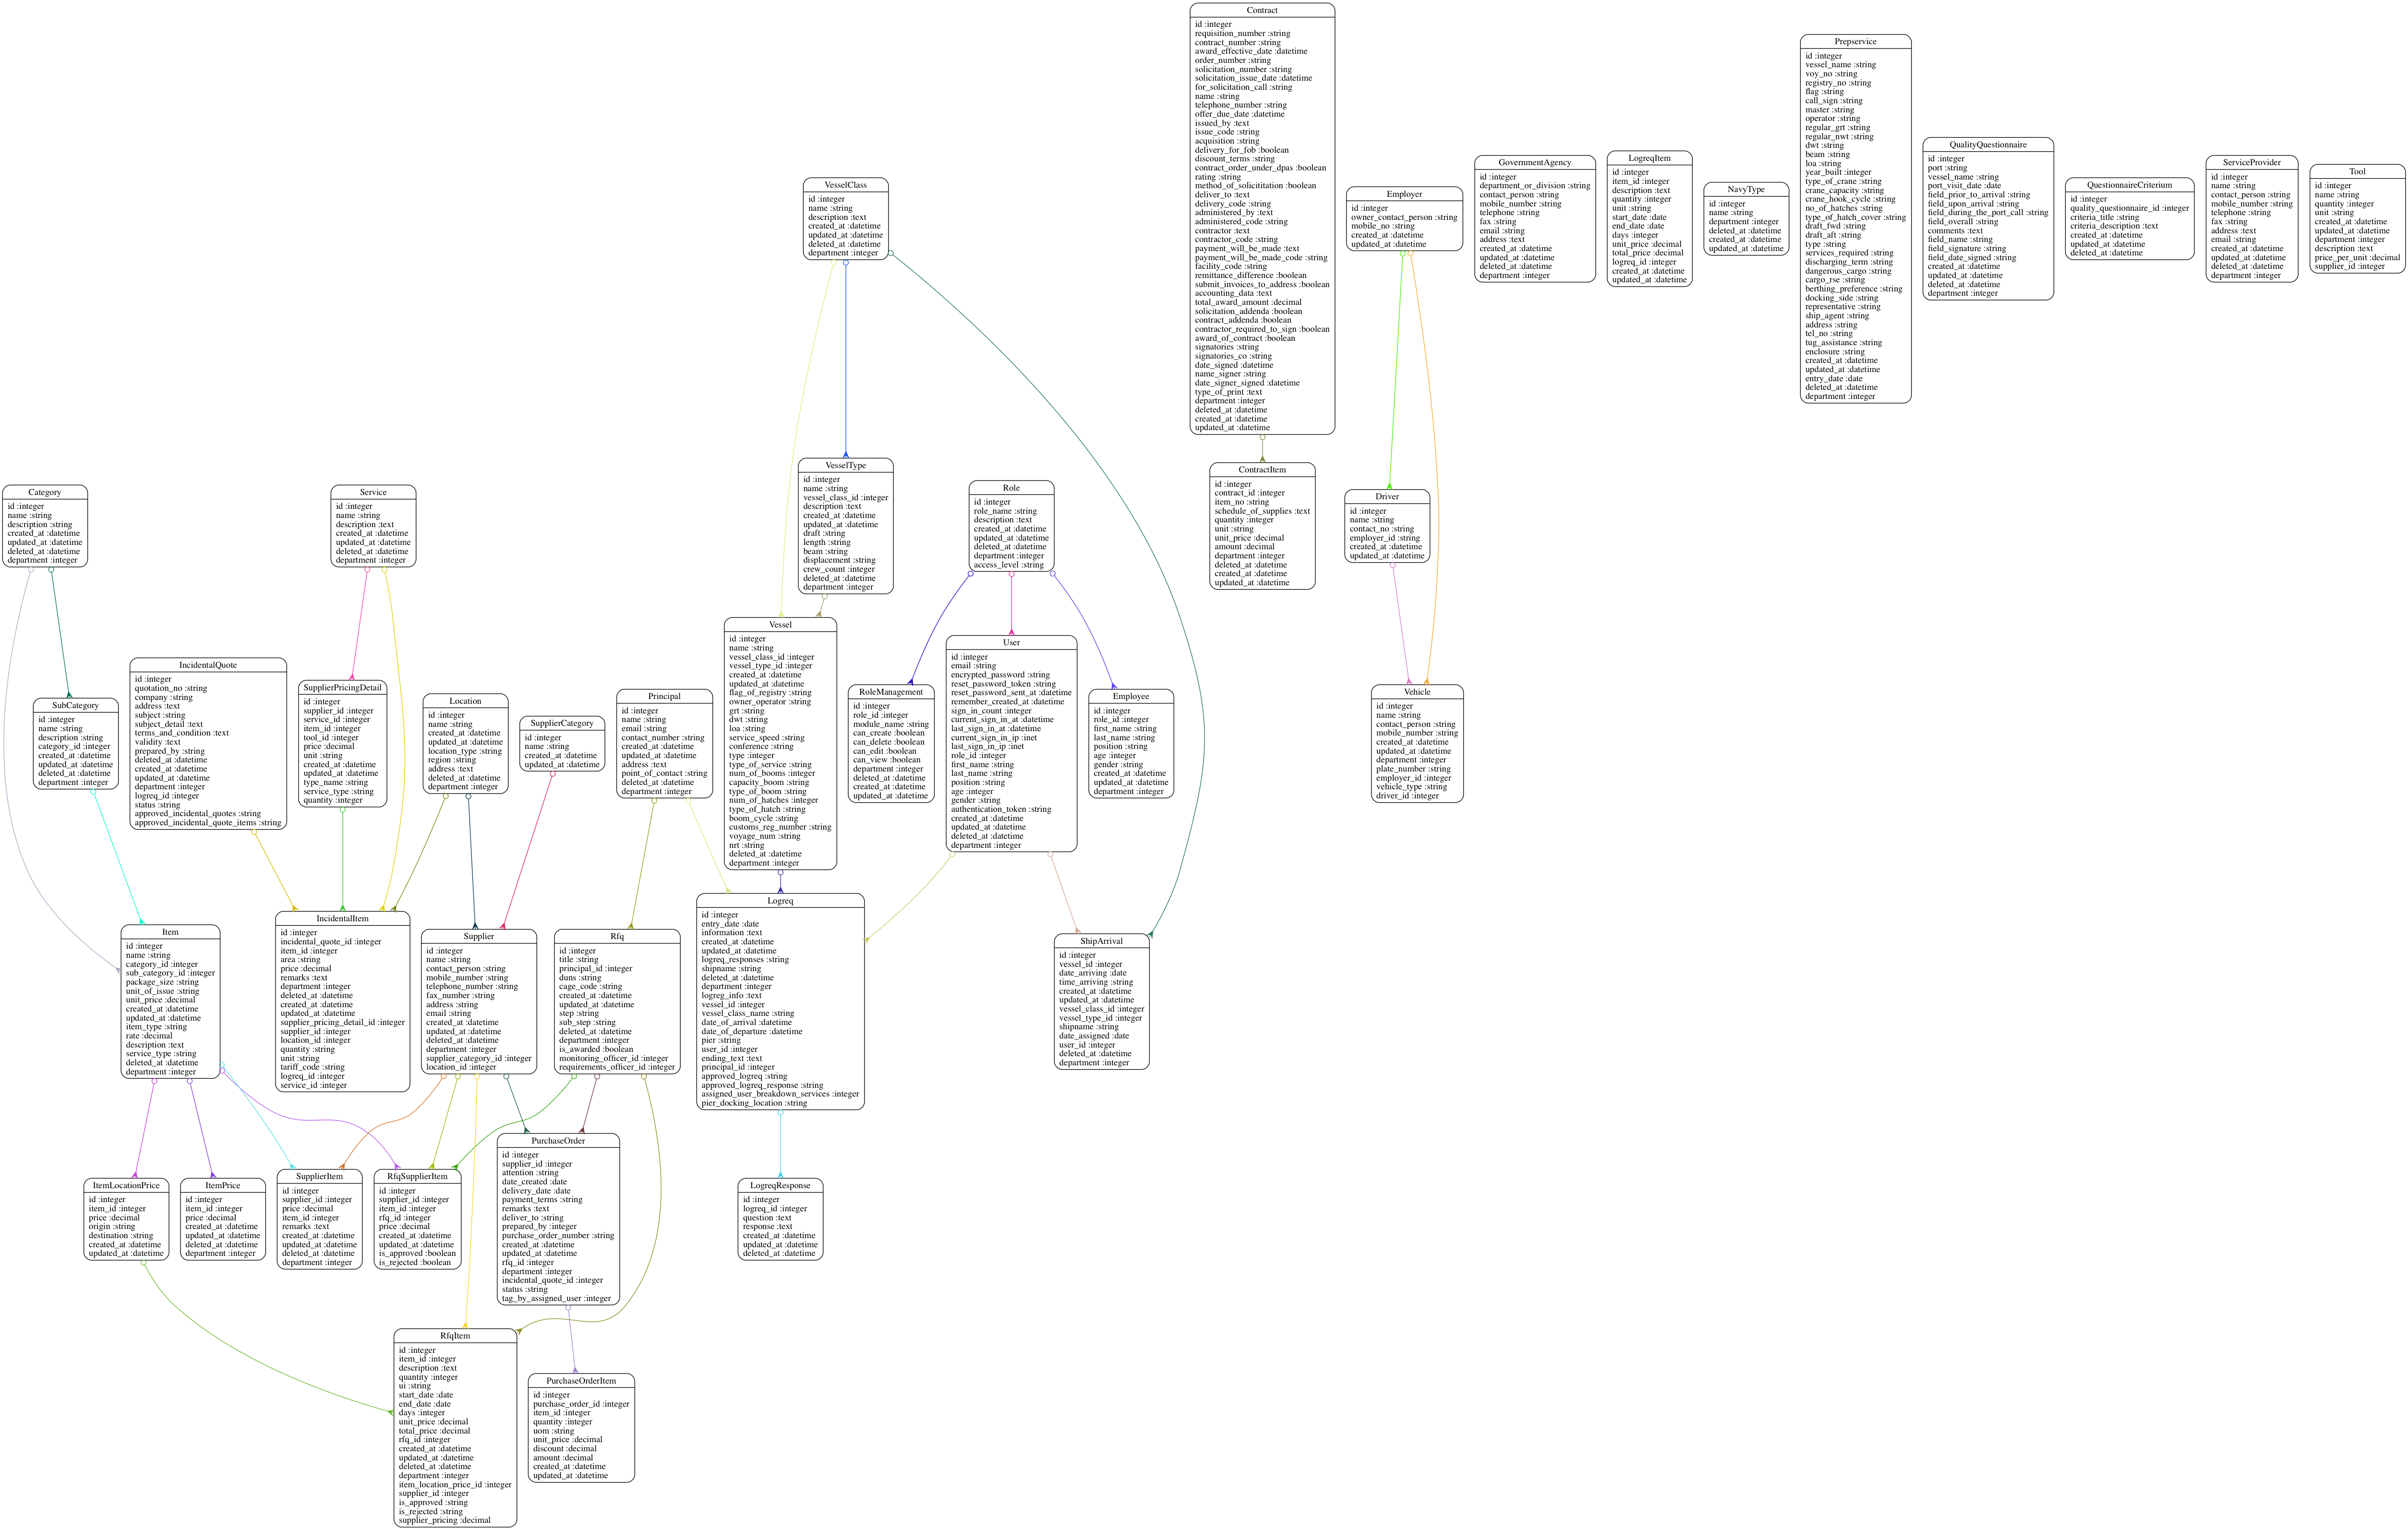 Contract
id :integer
requisition_number :string
contract_number :string
award_effective_date :datetime
order_number :string
solicitation_number :string
solicitation_issue_date :datetime
for_solicitation_call :string
name :string
telephone_number :string
offer_due_date :datetime
issued_by :text
issue_code :string
acquisition :string
delivery_for_fob :boolean
discount_terms :string
contract_order_under_dpas :boolean
rating :string
method_of_solicititation :boolean
deliver_to :text
delivery_code :string
administered_by :text
administered_code :string
contractor :text
contractor_code :string
payment_will_be_made :text
payment_will_be_made_code :string
facility_code :string
remittance_difference :boolean
submit_invoices_to_address :boolean
accounting_data :text
total_award_amount :decimal
solicitation_addenda :boolean
contract_addenda :boolean
contractor_required_to_sign :boolean
award_of_contract :boolean
signatories :string
signatories_co :string
date_signed :datetime
name_signer :string
date_signer_signed :datetime
type_of_print :text
department :integer
deleted_at :datetime
created_at :datetime
updated_at :datetime
Prepservice
id :integer
vessel_name :string
voy_no :string
registry_no :string
flag :string
call_sign :string
master :string
operator :string
regular_grt :string
regular_nwt :string
dwt :string
beam :string
loa :string
year_built :integer
type_of_crane :string
crane_capacity :string
crane_hook_cycle :string
no_of_hatches :string
type_of_hatch_cover :string
draft_fwd :string
draft_aft :string
type :string
services_required :string
discharging_term :string
dangerous_cargo :string
cargo_rse :string
berthing_preference :string
docking_side :string
representative :string
ship_agent :string
address :string
tel_no :string
tug_assistance :string
enclosure :string
created_at :datetime
updated_at :datetime
entry_date :date
deleted_at :datetime
department :integer
VesselClass
id :integer
name :string
description :text
created_at :datetime
updated_at :datetime
deleted_at :datetime
department :integer
Employer
id :integer
owner_contact_person :string
mobile_no :string
created_at :datetime
updated_at :datetime
GovernmentAgency
id :integer
department_or_division :string
contact_person :string
mobile_number :string
telephone :string
fax :string
email :string
address :text
created_at :datetime
updated_at :datetime
deleted_at :datetime
department :integer
LogreqItem
id :integer
item_id :integer
description :text
quantity :integer
unit :string
start_date :date
end_date :date
days :integer
unit_price :decimal
total_price :decimal
logreq_id :integer
created_at :datetime
updated_at :datetime
NavyType
id :integer
name :string
department :integer
deleted_at :datetime
created_at :datetime
updated_at :datetime
QualityQuestionnaire
id :integer
port :string
vessel_name :string
port_visit_date :date
field_prior_to_arrival :string
field_upon_arrival :string
field_during_the_port_call :string
field_overall :string
comments :text
field_name :string
field_signature :string
field_date_signed :string
created_at :datetime
updated_at :datetime
deleted_at :datetime
department :integer
QuestionnaireCriterium
id :integer
quality_questionnaire_id :integer
criteria_title :string
criteria_description :text
created_at :datetime
updated_at :datetime
deleted_at :datetime
ServiceProvider
id :integer
name :string
contact_person :string
mobile_number :string
telephone :string
fax :string
address :text
email :string
created_at :datetime
updated_at :datetime
deleted_at :datetime
department :integer
Tool
id :integer
name :string
quantity :integer
unit :string
created_at :datetime
updated_at :datetime
department :integer
description :text
price_per_unit :decimal
supplier_id :integer
Category
id :integer
name :string
description :string
created_at :datetime
updated_at :datetime
deleted_at :datetime
department :integer
Service
id :integer
name :string
description :text
created_at :datetime
updated_at :datetime
deleted_at :datetime
department :integer
VesselType
id :integer
name :string
vessel_class_id :integer
description :text
created_at :datetime
updated_at :datetime
draft :string
length :string
beam :string
displacement :string
crew_count :integer
deleted_at :datetime
department :integer
Role
id :integer
role_name :string
description :text
created_at :datetime
updated_at :datetime
deleted_at :datetime
department :integer
access_level :string
ContractItem
id :integer
contract_id :integer
item_no :string
schedule_of_supplies :text
quantity :integer
unit :string
unit_price :decimal
amount :decimal
department :integer
deleted_at :datetime
created_at :datetime
updated_at :datetime
Driver
id :integer
name :string
contact_no :string
employer_id :string
created_at :datetime
updated_at :datetime
SubCategory
id :integer
name :string
description :string
category_id :integer
created_at :datetime
updated_at :datetime
deleted_at :datetime
department :integer
IncidentalQuote
id :integer
quotation_no :string
company :string
address :text
subject :string
subject_detail :text
terms_and_condition :text
validity :text
prepared_by :string
deleted_at :datetime
created_at :datetime
updated_at :datetime
department :integer
logreq_id :integer
status :string
approved_incidental_quotes :string
approved_incidental_quote_items :string
SupplierPricingDetail
id :integer
supplier_id :integer
service_id :integer
item_id :integer
tool_id :integer
price :decimal
unit :string
created_at :datetime
updated_at :datetime
type_name :string
service_type :string
quantity :integer
Location
id :integer
name :string
created_at :datetime
updated_at :datetime
location_type :string
region :string
address :text
deleted_at :datetime
department :integer
SupplierCategory
id :integer
name :string
created_at :datetime
updated_at :datetime
Principal
id :integer
name :string
email :string
contact_number :string
created_at :datetime
updated_at :datetime
address :text
point_of_contact :string
deleted_at :datetime
department :integer
Vessel
id :integer
name :string
vessel_class_id :integer
vessel_type_id :integer
created_at :datetime
updated_at :datetime
flag_of_registry :string
owner_operator :string
grt :string
dwt :string
loa :string
service_speed :string
conference :string
type :integer
type_of_service :string
num_of_booms :integer
capacity_boom :string
type_of_boom :string
num_of_hatches :integer
type_of_hatch :string
boom_cycle :string
customs_reg_number :string
voyage_num :string
nrt :string
deleted_at :datetime
department :integer
RoleManagement
id :integer
role_id :integer
module_name :string
can_create :boolean
can_delete :boolean
can_edit :boolean
can_view :boolean
department :integer
deleted_at :datetime
created_at :datetime
updated_at :datetime
User
id :integer
email :string
encrypted_password :string
reset_password_token :string
reset_password_sent_at :datetime
remember_created_at :datetime
sign_in_count :integer
current_sign_in_at :datetime
last_sign_in_at :datetime
current_sign_in_ip :inet
last_sign_in_ip :inet
role_id :integer
first_name :string
last_name :string
position :string
age :integer
gender :string
authentication_token :string
created_at :datetime
updated_at :datetime
deleted_at :datetime
department :integer
Employee
id :integer
role_id :integer
first_name :string
last_name :string
position :string
age :integer
gender :string
created_at :datetime
updated_at :datetime
department :integer
Vehicle
id :integer
name :string
contact_person :string
mobile_number :string
created_at :datetime
updated_at :datetime
department :integer
plate_number :string
employer_id :integer
vehicle_type :string
driver_id :integer
Item
id :integer
name :string
category_id :integer
sub_category_id :integer
package_size :string
unit_of_issue :string
unit_price :decimal
created_at :datetime
updated_at :datetime
item_type :string
rate :decimal
description :text
service_type :string
deleted_at :datetime
department :integer
IncidentalItem
id :integer
incidental_quote_id :integer
item_id :integer
area :string
price :decimal
remarks :text
department :integer
deleted_at :datetime
created_at :datetime
updated_at :datetime
supplier_pricing_detail_id :integer
supplier_id :integer
location_id :integer
quantity :string
unit :string
tariff_code :string
logreq_id :integer
service_id :integer
Supplier
id :integer
name :string
contact_person :string
mobile_number :string
telephone_number :string
fax_number :string
address :string
email :string
created_at :datetime
updated_at :datetime
deleted_at :datetime
department :integer
supplier_category_id :integer
location_id :integer
Rfq
id :integer
title :string
principal_id :integer
duns :string
cage_code :string
created_at :datetime
updated_at :datetime
step :string
sub_step :string
deleted_at :datetime
department :integer
is_awarded :boolean
monitoring_officer_id :integer
requirements_officer_id :integer
Logreq
id :integer
entry_date :date
information :text
created_at :datetime
updated_at :datetime
logreq_responses :string
shipname :string
deleted_at :datetime
department :integer
logreg_info :text
vessel_id :integer
vessel_class_name :string
date_of_arrival :datetime
date_of_departure :datetime
pier :string
user_id :integer
ending_text :text
principal_id :integer
approved_logreq :string
approved_logreq_response :string
assigned_user_breakdown_services :integer
pier_docking_location :string
ShipArrival
id :integer
vessel_id :integer
date_arriving :date
time_arriving :string
created_at :datetime
updated_at :datetime
vessel_class_id :integer
vessel_type_id :integer
shipname :string
date_assigned :date
user_id :integer
deleted_at :datetime
department :integer
ItemLocationPrice
id :integer
item_id :integer
price :decimal
origin :string
destination :string
created_at :datetime
updated_at :datetime
ItemPrice
id :integer
item_id :integer
price :decimal
created_at :datetime
updated_at :datetime
deleted_at :datetime
department :integer
SupplierItem
id :integer
supplier_id :integer
price :decimal
item_id :integer
remarks :text
created_at :datetime
updated_at :datetime
deleted_at :datetime
department :integer
RfqSupplierItem
id :integer
supplier_id :integer
item_id :integer
rfq_id :integer
price :decimal
created_at :datetime
updated_at :datetime
is_approved :boolean
is_rejected :boolean
PurchaseOrder
id :integer
supplier_id :integer
attention :string
date_created :date
delivery_date :date
payment_terms :string
remarks :text
deliver_to :string
prepared_by :integer
purchase_order_number :string
created_at :datetime
updated_at :datetime
rfq_id :integer
department :integer
incidental_quote_id :integer
status :string
tag_by_assigned_user :integer
LogreqResponse
id :integer
logreq_id :integer
question :text
response :text
created_at :datetime
updated_at :datetime
deleted_at :datetime
RfqItem
id :integer
item_id :integer
description :text
quantity :integer
ui :string
start_date :date
end_date :date
days :integer
unit_price :decimal
total_price :decimal
rfq_id :integer
created_at :datetime
updated_at :datetime
deleted_at :datetime
department :integer
item_location_price_id :integer
supplier_id :integer
is_approved :string
is_rejected :string
supplier_pricing :decimal
PurchaseOrderItem
id :integer
purchase_order_id :integer
item_id :integer
quantity :integer
uom :string
unit_price :decimal
discount :decimal
amount :decimal
created_at :datetime
updated_at :datetime